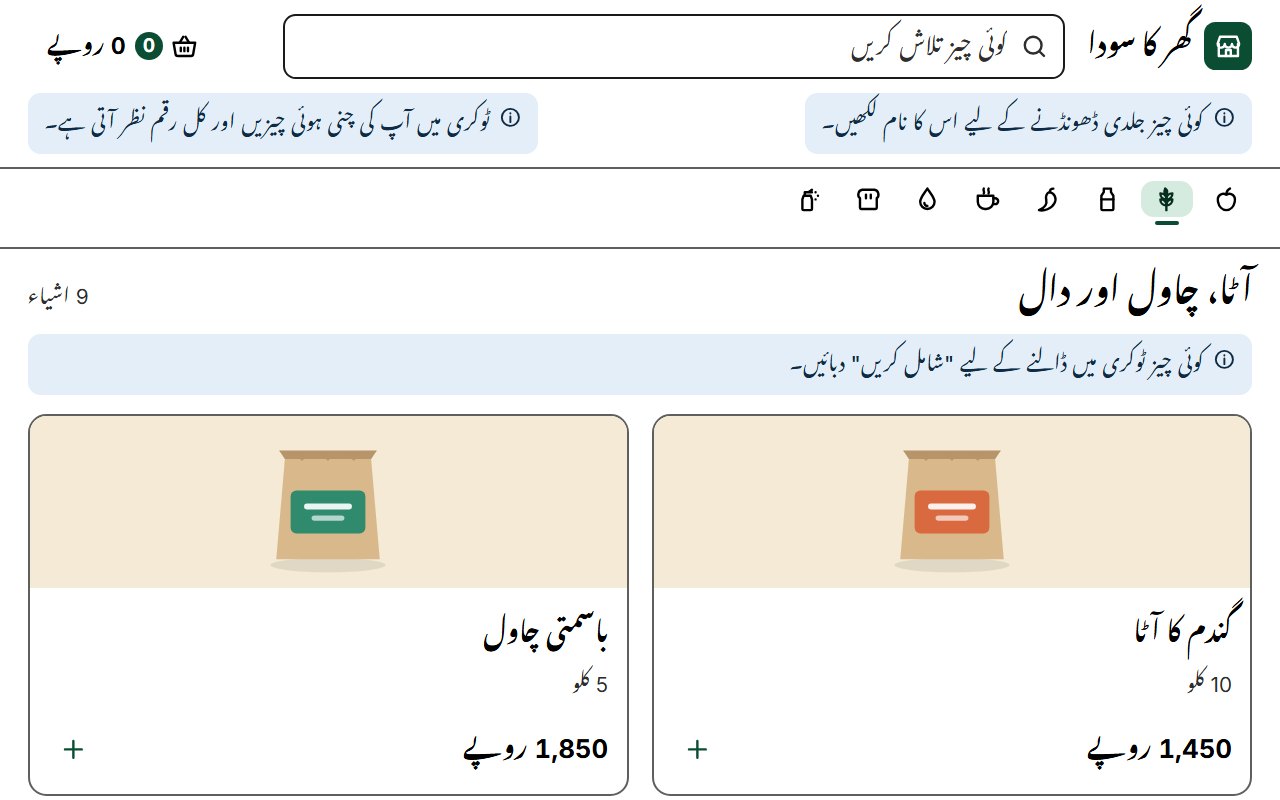 گھر کا سودا
کوئی چیز تلاش کریں
0
0 روپے
کوئی چیز جلدی ڈھونڈنے کے لیے اس کا نام لکھیں۔
ٹوکری میں آپ کی چنی ہوئی چیزیں اور کل رقم نظر آتی ہے۔
آٹا، چاول اور دال
9 اشیاء
کوئی چیز ٹوکری میں ڈالنے کے لیے "شامل کریں" دبائیں۔
گندم کا آٹا
10 کلو
1,450 روپے
باسمتی چاول
5 کلو
1,850 روپے